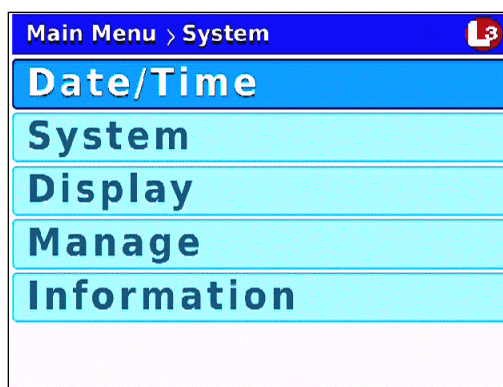 Main Menu > System
L3
Date/Time
System
Display
Manage
Information